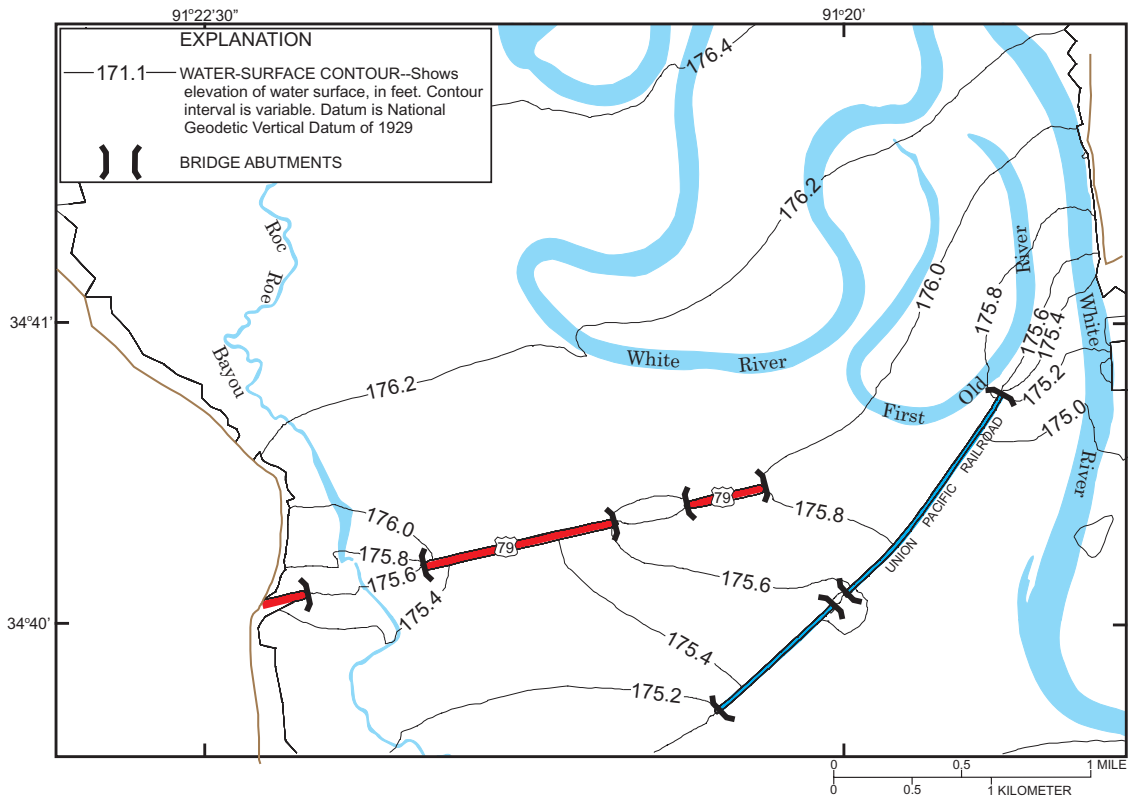 91°22'30"
91°20'
EXPLANATION
171.1
WATER-SURFACE CONTOUR--Shows
elevation of water surface, in feet. Contour
interval is variable. Datum is National
Geodetic Vertical Datum of 1929
BRIDGE ABUTMENTS
176.4
176.2
Roc
Roe
Bayou
176.0
175.8
175.6
175.4
175.2
175.0
River
White
River
34°41'
White River
First Old
176.2
79
79
UNION PACIFIC RAILROAD
176.0
175.8
175.6
175.4
175.8
175.6
175.4
175.2
34°40'
0 0.5 1 MILE
0 0.5 1 KILOMETER